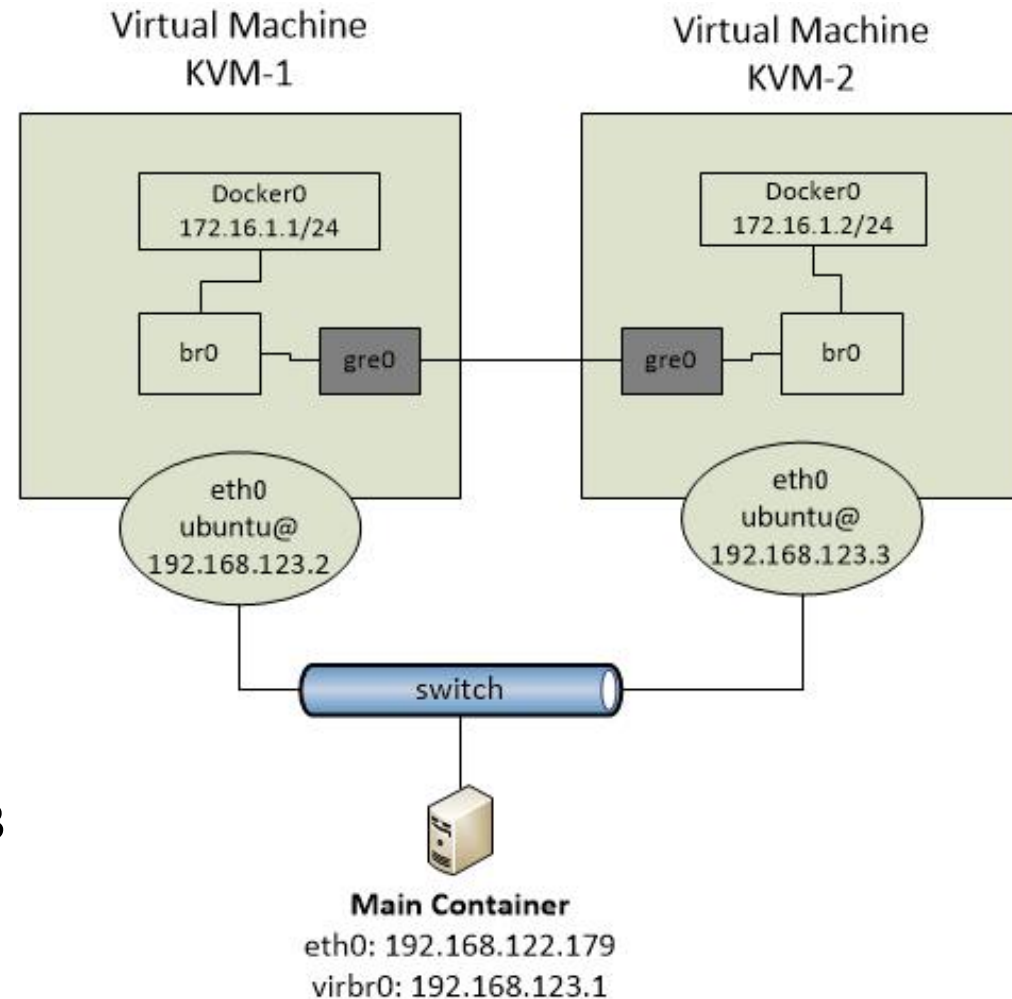 Virtual Machine
KVM-1
Virtual Machine
KVM-2
Docker0
172.16.1.1/24
Docker0
172.16.1.2/24
br0
gre0
gre0
br0
eth0
ubuntu@
192.168.123.2
eth0
ubuntu@
192.168.123.3
switch
Main Container
eth0: 192.168.122.179
virbr0: 192.168.123.1